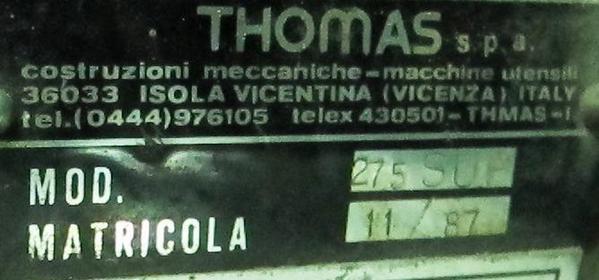 THOMAS s.p.a.
costruzioni meccaniche-macchine utensili
36033 ISOLA VICENTINA (VICENZA) ITALY
tel.(0444)976105 telex 430501-THMAS-I
MOD. 275 SUP
MATRICOLA 11/87